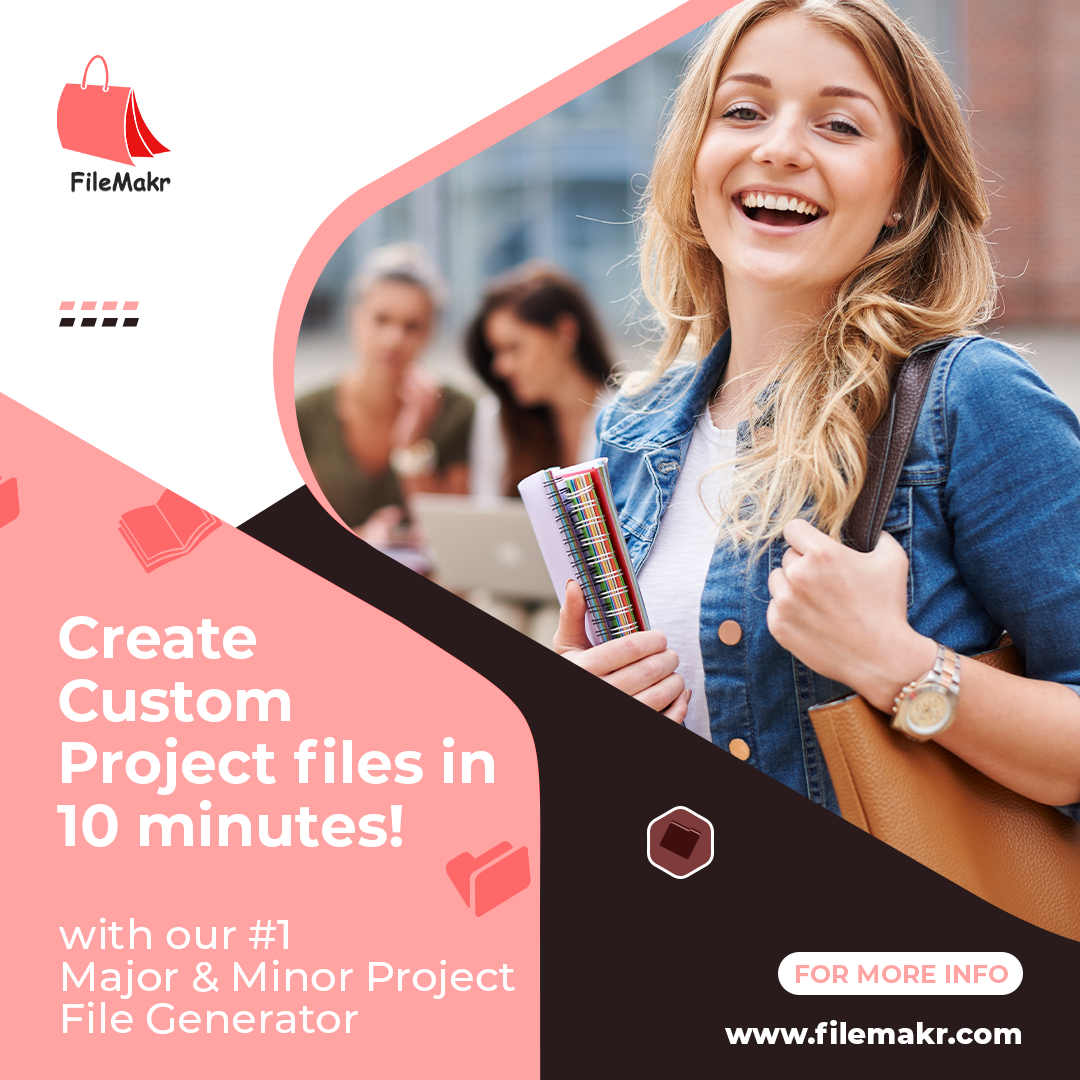 FileMakr
Create
Custom
Project files in
10 minutes!
with our #1
Major & Minor Project
File Generator
FOR MORE INFO
www.filemakr.com